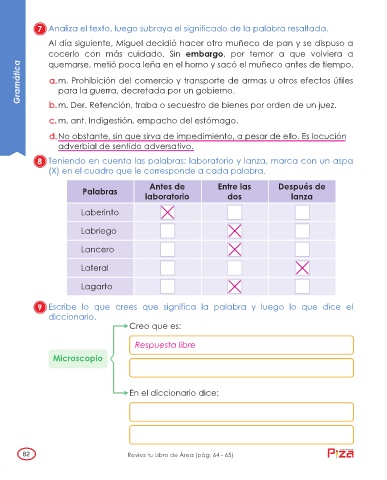 Gramática
7 Analiza el texto, luego subraya el significado de la palabra resaltada.
Al día siguiente, Miguel decidió hacer otro muñeco de pan y se dispuso a
cocerlo con más cuidado. Sin embargo, por temor a que volviera a
quemarse, metió poca leña en el horno y sacó el muñeco antes de tiempo.
a. m. Prohibición del comercio y transporte de armas u otros efectos útiles
para la guerra, decretada por un gobierno.
b. m. Der. Retención, traba o secuestro de bienes por orden de un juez.
c. m. ant. Indigestión, empacho del estómago.
d. No obstante, sin que sirva de impedimiento, a pesar de ello. Es locución
adverbial de sentido adversativo.
8 Teniendo en cuenta las palabras: laboratorio y lanza, marca con un aspa
(X) en el cuadro que le corresponde a cada palabra.
Palabras Antes de laboratorio Entre las dos Después de lanza
Laberinto
Labriego
Lancero
Lateral
Lagarto
9 Escribe lo que crees que significa la palabra y luego lo que dice el
diccionario.
Creo que es:
Respuesta libre
Microscopio
En el diccionario dice:
82
Revisa tu Libro de Área (pág. 64 - 65)
Piza